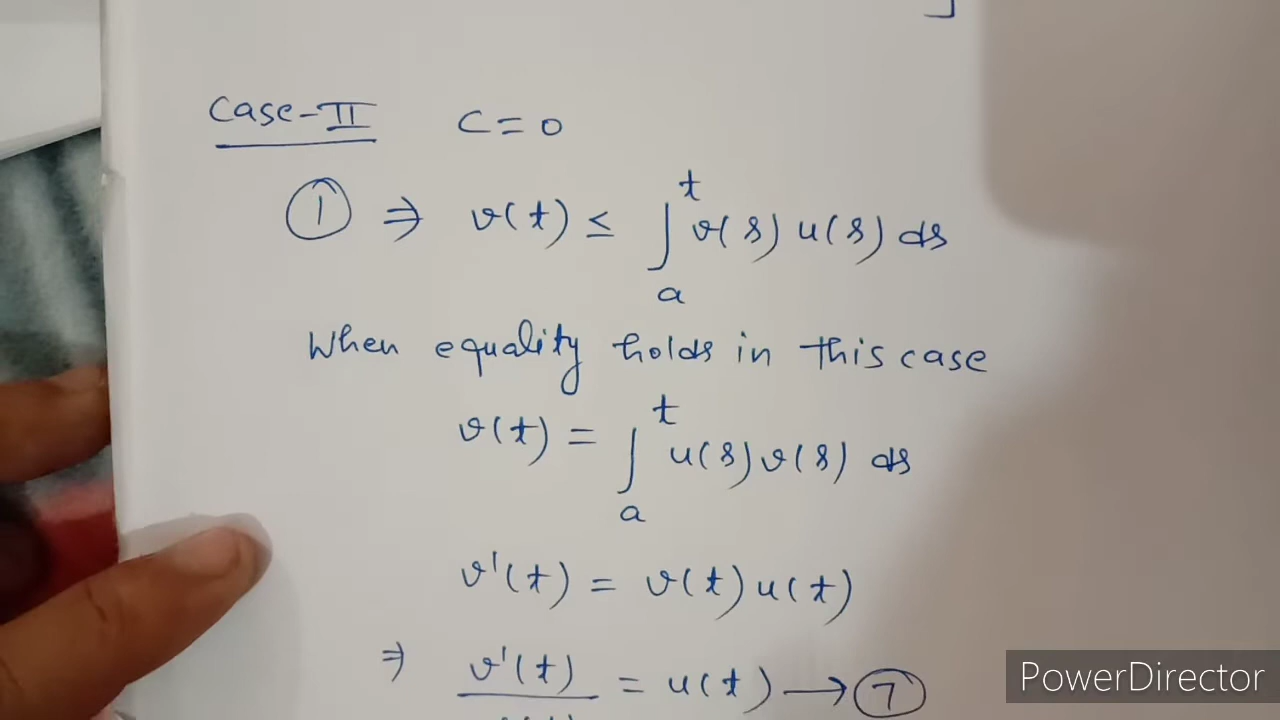 Case-II C = 0
① ⇒ v(t) ≤ ∫ₐᵗ v(s) u(s) ds
When equality holds in this case
v(t) = ∫ₐᵗ u(s) v(s) ds
v'(t) = v(t) u(t)
⇒ v'(t) / = u(t) → ⑦
PowerDirector